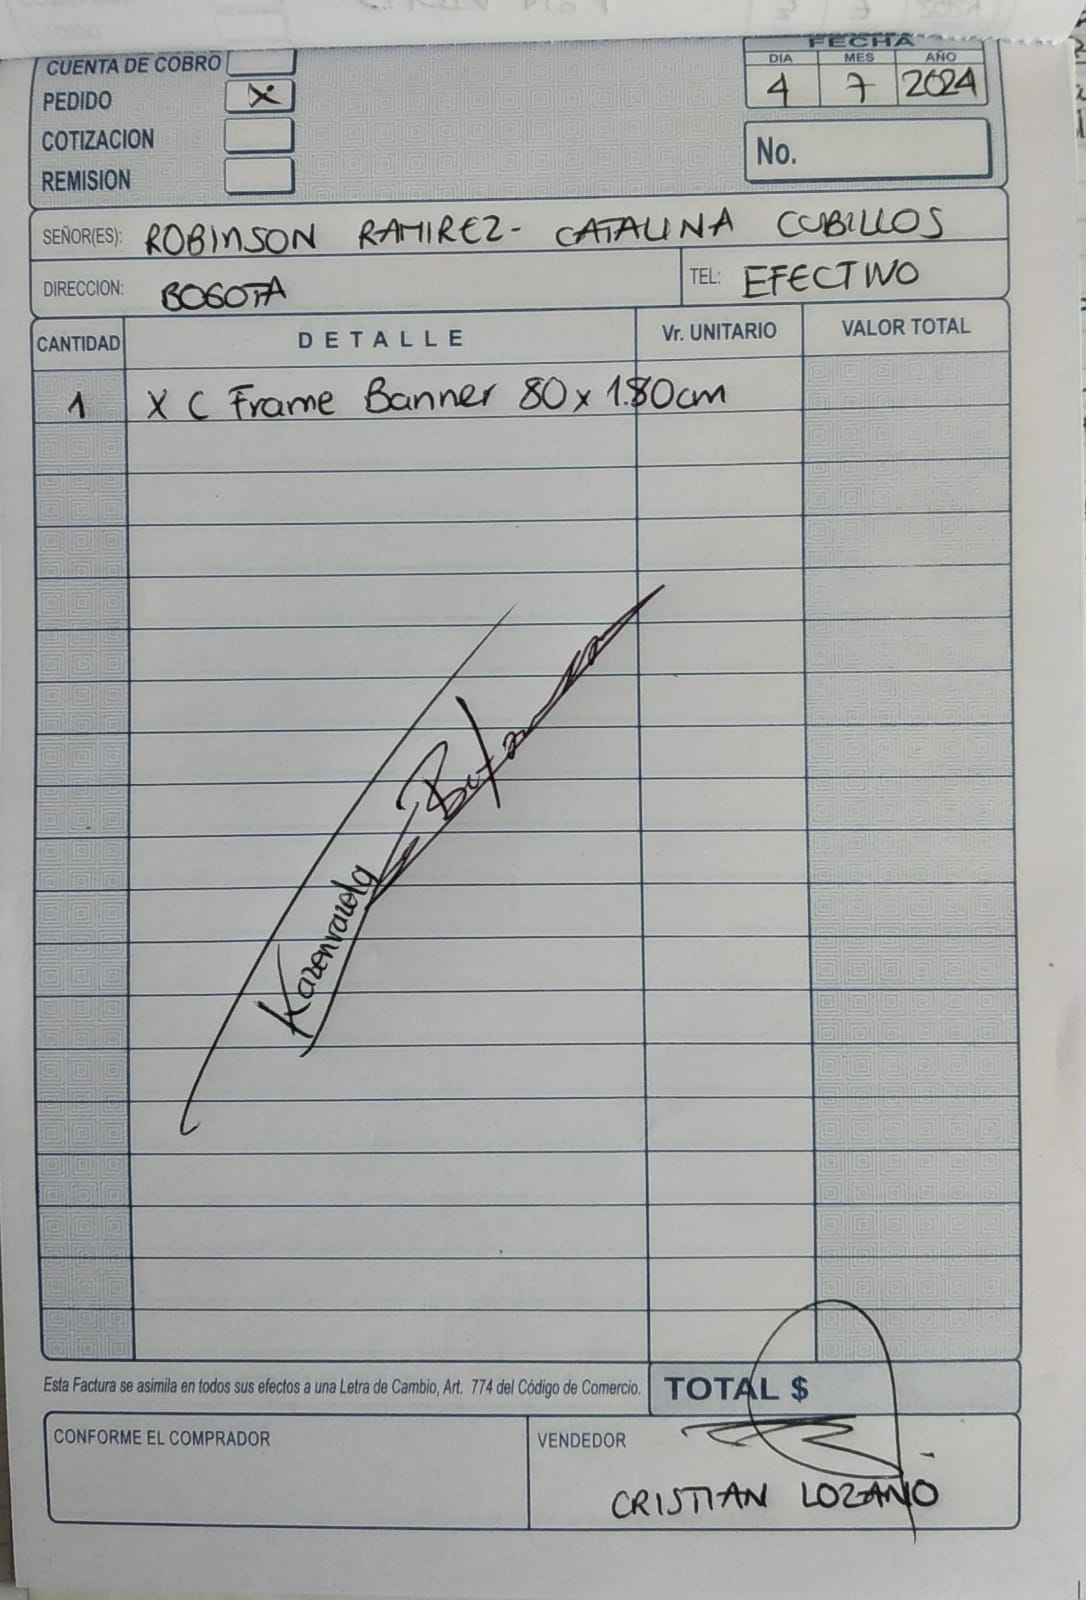 FECHA
CUENTA DE COBRO
DIA MES AÑO
PEDIDO X 4 7 2024
COTIZACION
No.
REMISION
SEÑOR(ES): ROBINSON RAMIREZ- CATALINA CUBILLOS
DIRECCION: BOGOTA TEL: EFECTIVO
CANTIDAD DETALLE Vr. UNITARIO VALOR TOTAL
1 X C Frame Banner 80 x 1.80cm
Esta Factura se asimila en todos sus efectos a una Letra de Cambio, Art. 774 del Código de Comercio. TOTAL $
CONFORME EL COMPRADOR VENDEDOR
CRISTIAN LOZANO